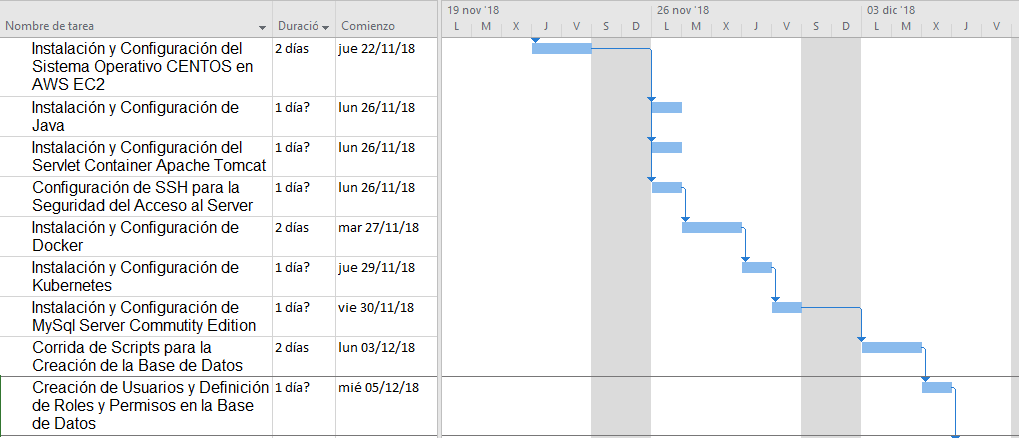 19 nov '18 26 nov '18 03 dic '18
Nombre de tarea Duració Comienzo L M X J V S D L M X J V S D L M X J V S
Instalación y Configuración del 2 días jue 22/11/18
Sistema Operativo CENTOS en
AWS EC2
Instalación y Configuración de 1 día? lun 26/11/18
Java
Instalación y Configuración del 1 día? lun 26/11/18
Servlet Container Apache Tomcat
Configuración de SSH para la 1 día? lun 26/11/18
Seguridad del Acceso al Server
Instalación y Configuración de 2 días mar 27/11/18
Docker
Instalación y Configuración de 1 día? jue 29/11/18
Kubernetes
Instalación y Configuración de 1 día? vie 30/11/18
MySql Server Commutity Edition
Corrida de Scripts para la 2 días lun 03/12/18
Creación de la Base de Datos
Creación de Usuarios y Definición 1 día? mié 05/12/18
de Roles y Permisos en la Base
de Datos